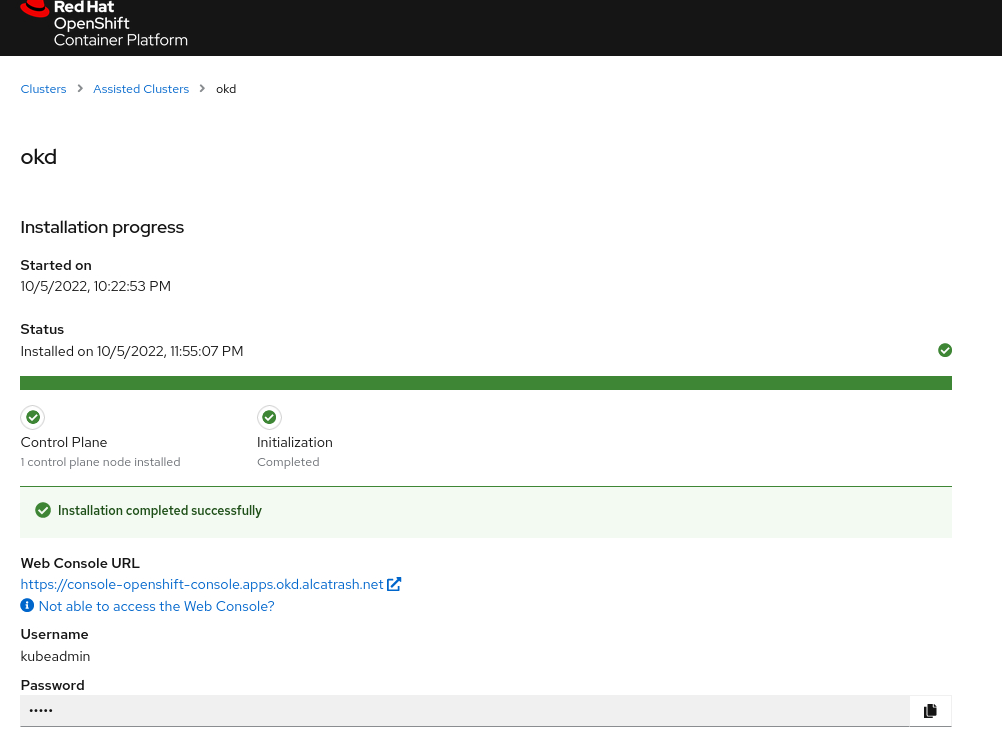 Red Hat
OpenShift
Container Platform
Clusters > Assisted Clusters > okd
okd
Installation progress
Started on
10/5/2022, 10:22:53 PM
Status
Installed on 10/5/2022, 11:55:07 PM
Control Plane
1 control plane node installed
Initialization
Completed
Installation completed successfully
Web Console URL
https://console-openshift-console.apps.okd.alcatrash.net
Not able to access the Web Console?
Username
kubeadmin
Password
•••••